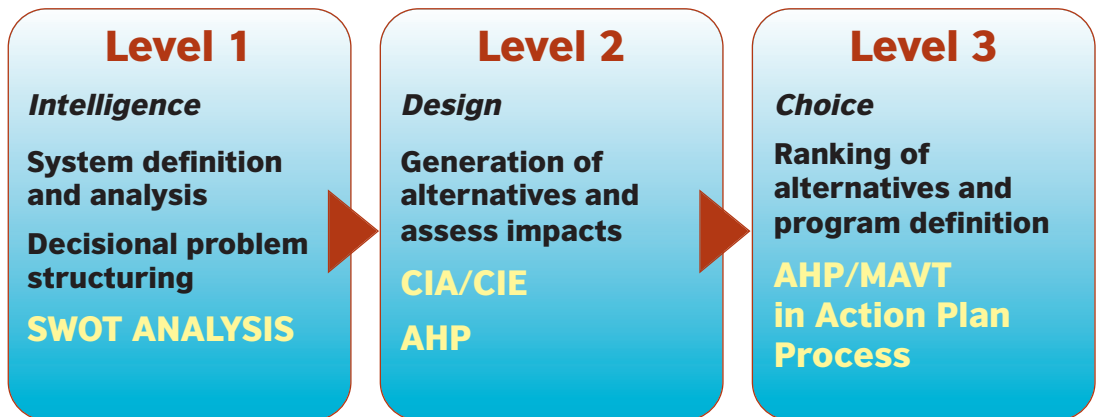 Level 1
Intelligence
System definition
and analysis
Decisional problem
structuring
SWOT ANALYSIS
Level 2
Design
Generation of
alternatives and
assess impacts
CIA/CIE
AHP
Level 3
Choice
Ranking of
alternatives and
program definition
AHP/MAVT
in Action Plan
Process